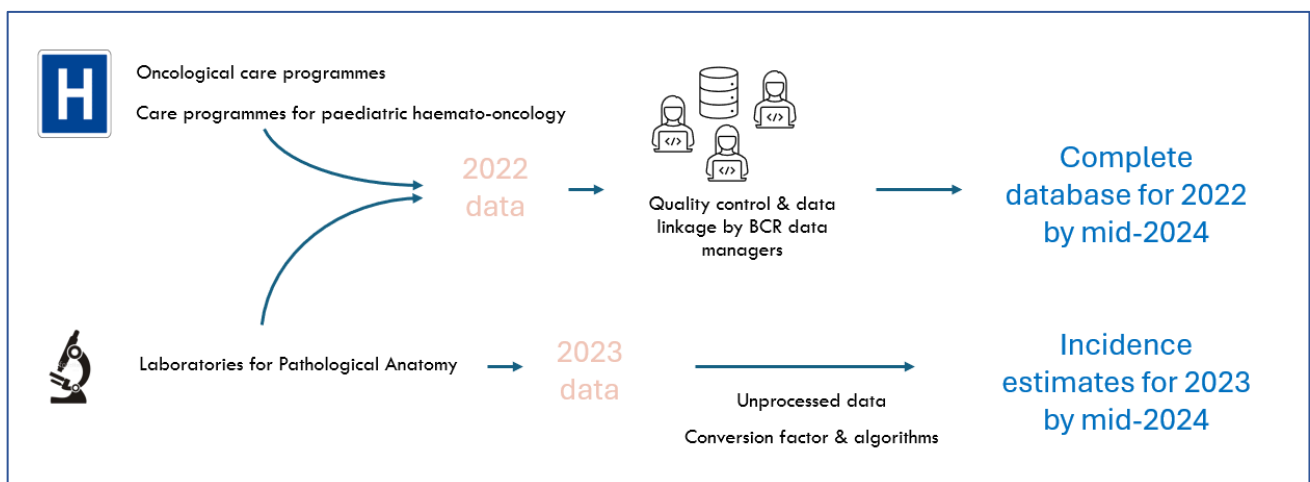 H
Oncological care programmes
Care programmes for paediatric haemato-oncology
2022
data
</>
</>
</>
Quality control & data
linkage by BCR data
managers
Complete
database for 2022
by mid-2024
Laboratories for Pathological Anatomy
2023
data
Unprocessed data
Conversion factor & algorithms
Incidence
estimates for 2023
by mid-2024